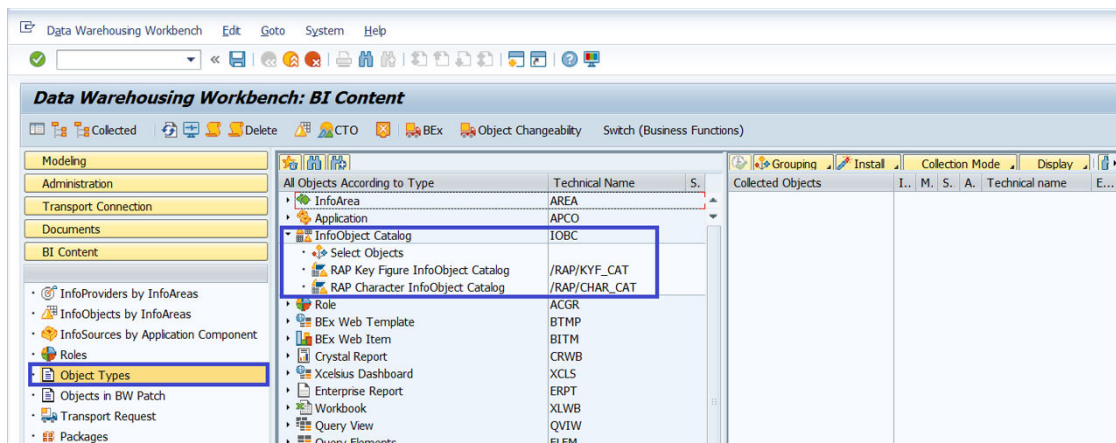 Data Warehousing Workbench Edit Goto System Help
Data Warehousing Workbench: BI Content
Collected Delete CTO BEx Object Changeability Switch (Business Functions)
Modeling
Administration
Transport Connection
Documents
BI Content
InfoProviders by InfoAreas
InfoObjects by InfoAreas
InfoSources by Application Component
Roles
Object Types
Objects in BW Patch
Transport Request
Packages
All Objects According to Type Technical Name S.
InfoArea AREA
Application APCO
InfoObject Catalog IOBC
Select Objects
RAP Key Figure InfoObject Catalog /RAP/KYF_CAT
RAP Character InfoObject Catalog /RAP/CHAR_CAT
Role ACGR
BEx Web Template BTMP
BEx Web Item BITM
Crystal Report CRWB
Xcelsius Dashboard XCLS
Enterprise Report ERPT
Workbook XLWB
Query View QVIW
Query Elements ELEM
Grouping Install Collection Mode Display
Collected Objects I.. M. S. A. Technical name E...